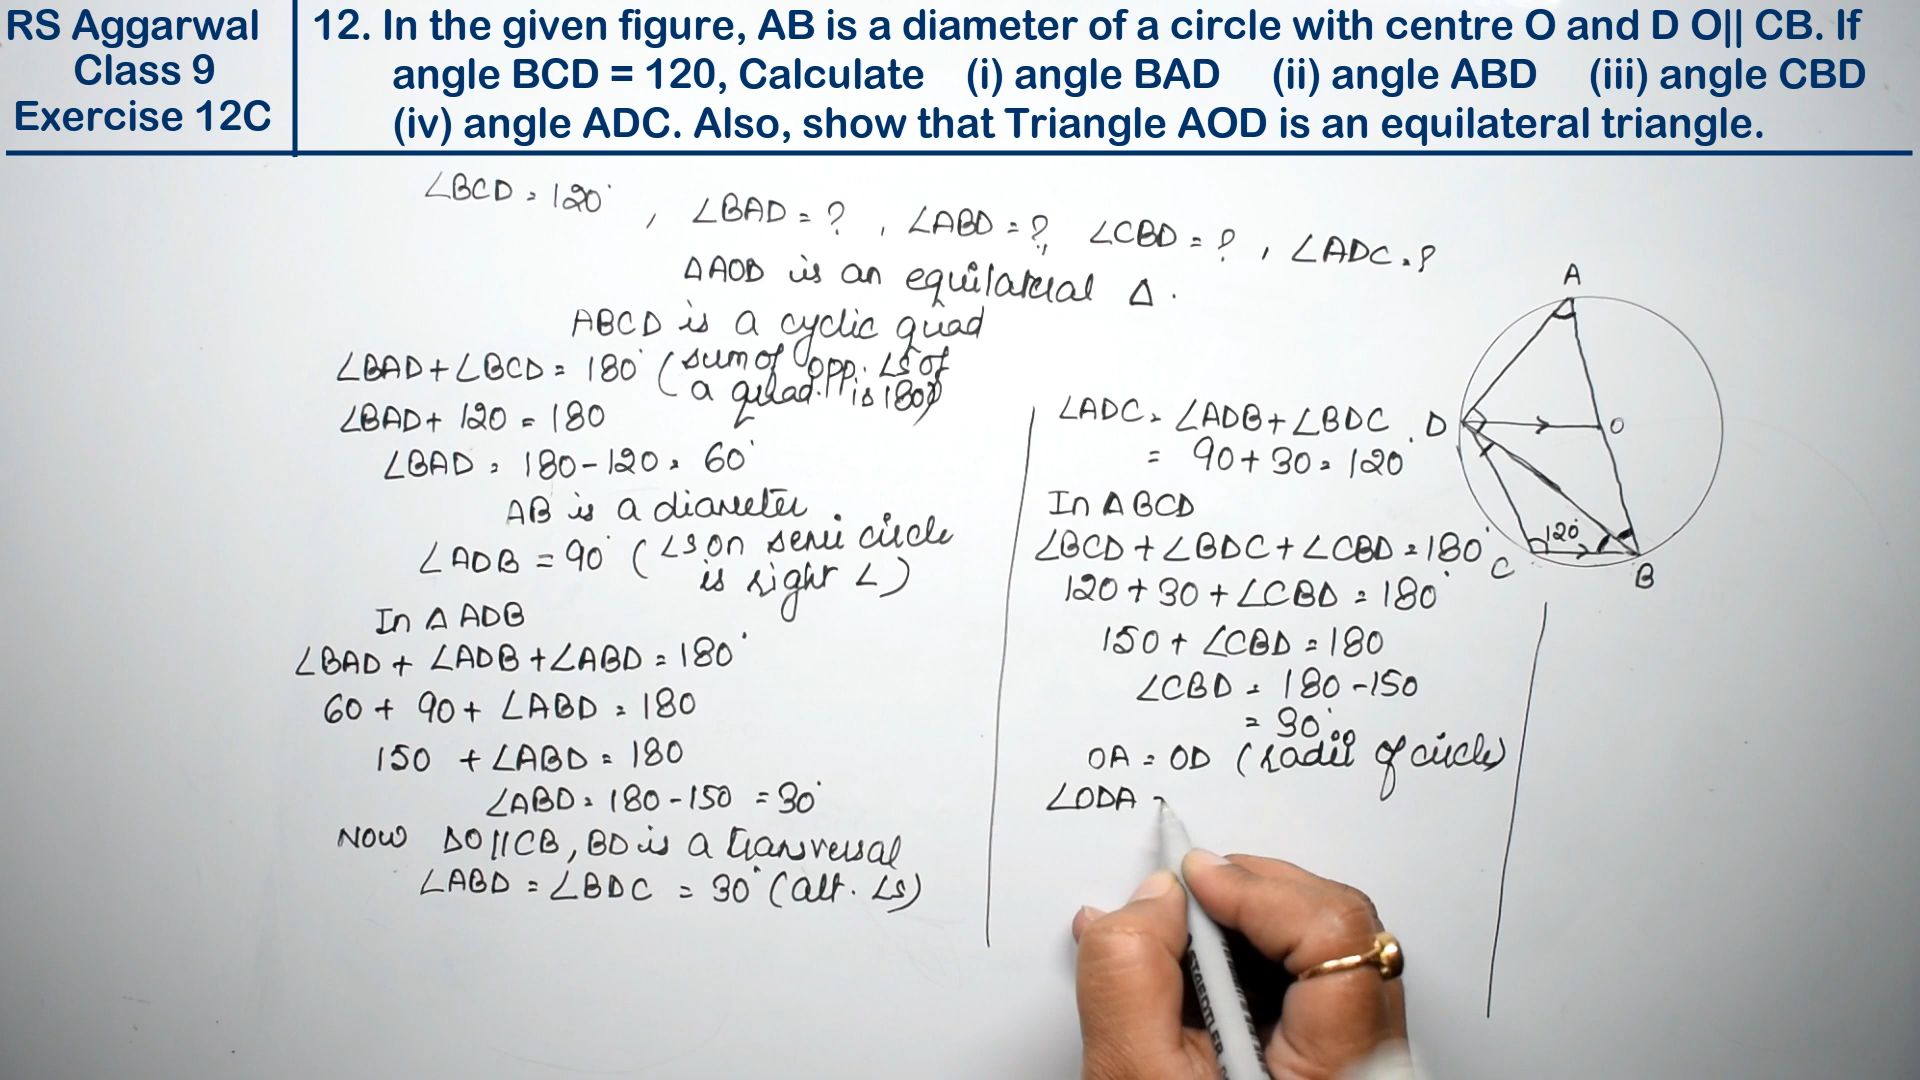 RS Aggarwal
Class 9
Exercise 12C
12. In the given figure, AB is a diameter of a circle with centre O and D O|| CB. If
angle BCD = 120, Calculate (i) angle BAD (ii) angle ABD (iii) angle CBD
(iv) angle ADC. Also, show that Triangle AOD is an equilateral triangle.
∠BCD = 120°, ∠BAD = ?, ∠ABD = ?, ∠CBD = ?, ∠ADC = ?
∆AOD is an equilateral ∆.
ABCD is a cyclic quad
∠BAD + ∠BCD = 180° (sum of opp. ∠s of
a quad. is 180°)
∠BAD + 120 = 180
∠BAD = 180 - 120 = 60°
AB is a diameter
∠ADB = 90° (∠s on semi circle
is right ∠)
In ∆ ADB
∠BAD + ∠ADB + ∠ABD = 180°
60 + 90 + ∠ABD = 180
150 + ∠ABD = 180
∠ABD = 180 - 150 = 30°
Now DO || CB, BD is a transversal
∠ABD = ∠BDC = 30° (alt. ∠s)
∠ADC = ∠ADB + ∠BDC
= 90 + 30 = 120°
In ∆ BCD
∠BCD + ∠BDC + ∠CBD = 180°
120 + 30 + ∠CBD = 180°
150 + ∠CBD = 180
∠CBD = 180 - 150
= 30°
OA = OD (radii of circle)
∠ODA =
A
D
O
120°
C
B
STAEDTLER